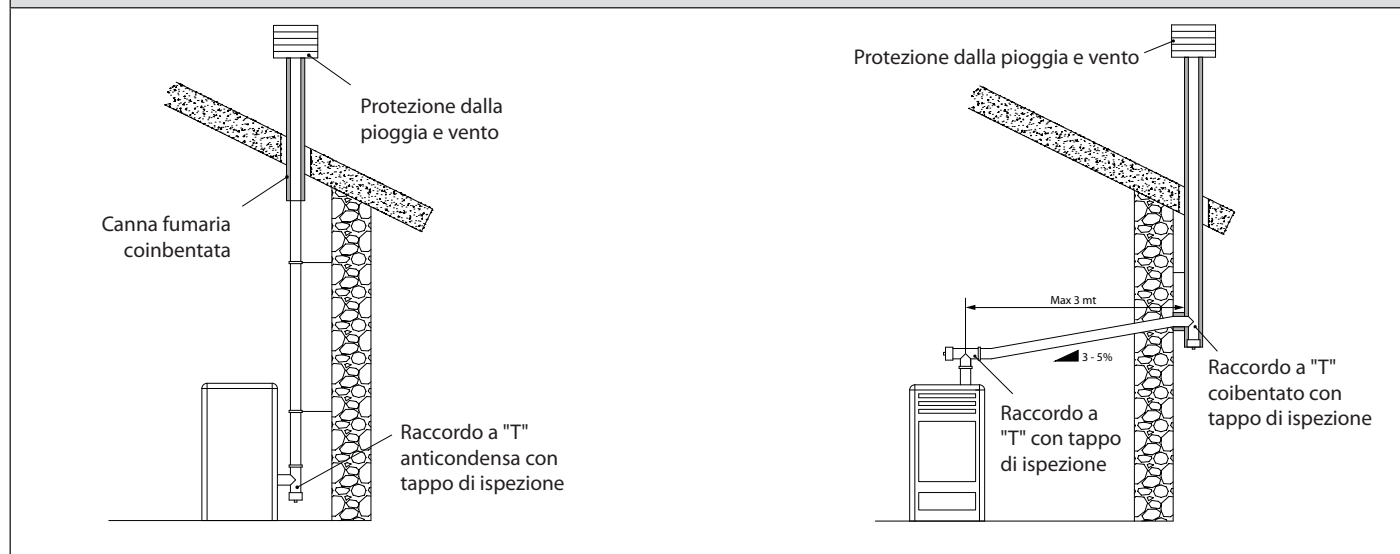 Protezione dalla
pioggia e vento
Canna fumaria
coinbentata
Raccordo a "T"
anticondensa con
tappo di ispezione
Protezione dalla pioggia e vento
Max 3 mt
3 - 5%
Raccordo a
"T" con tappo
di ispezione
Raccordo a "T"
coibentato con
tappo di ispezione